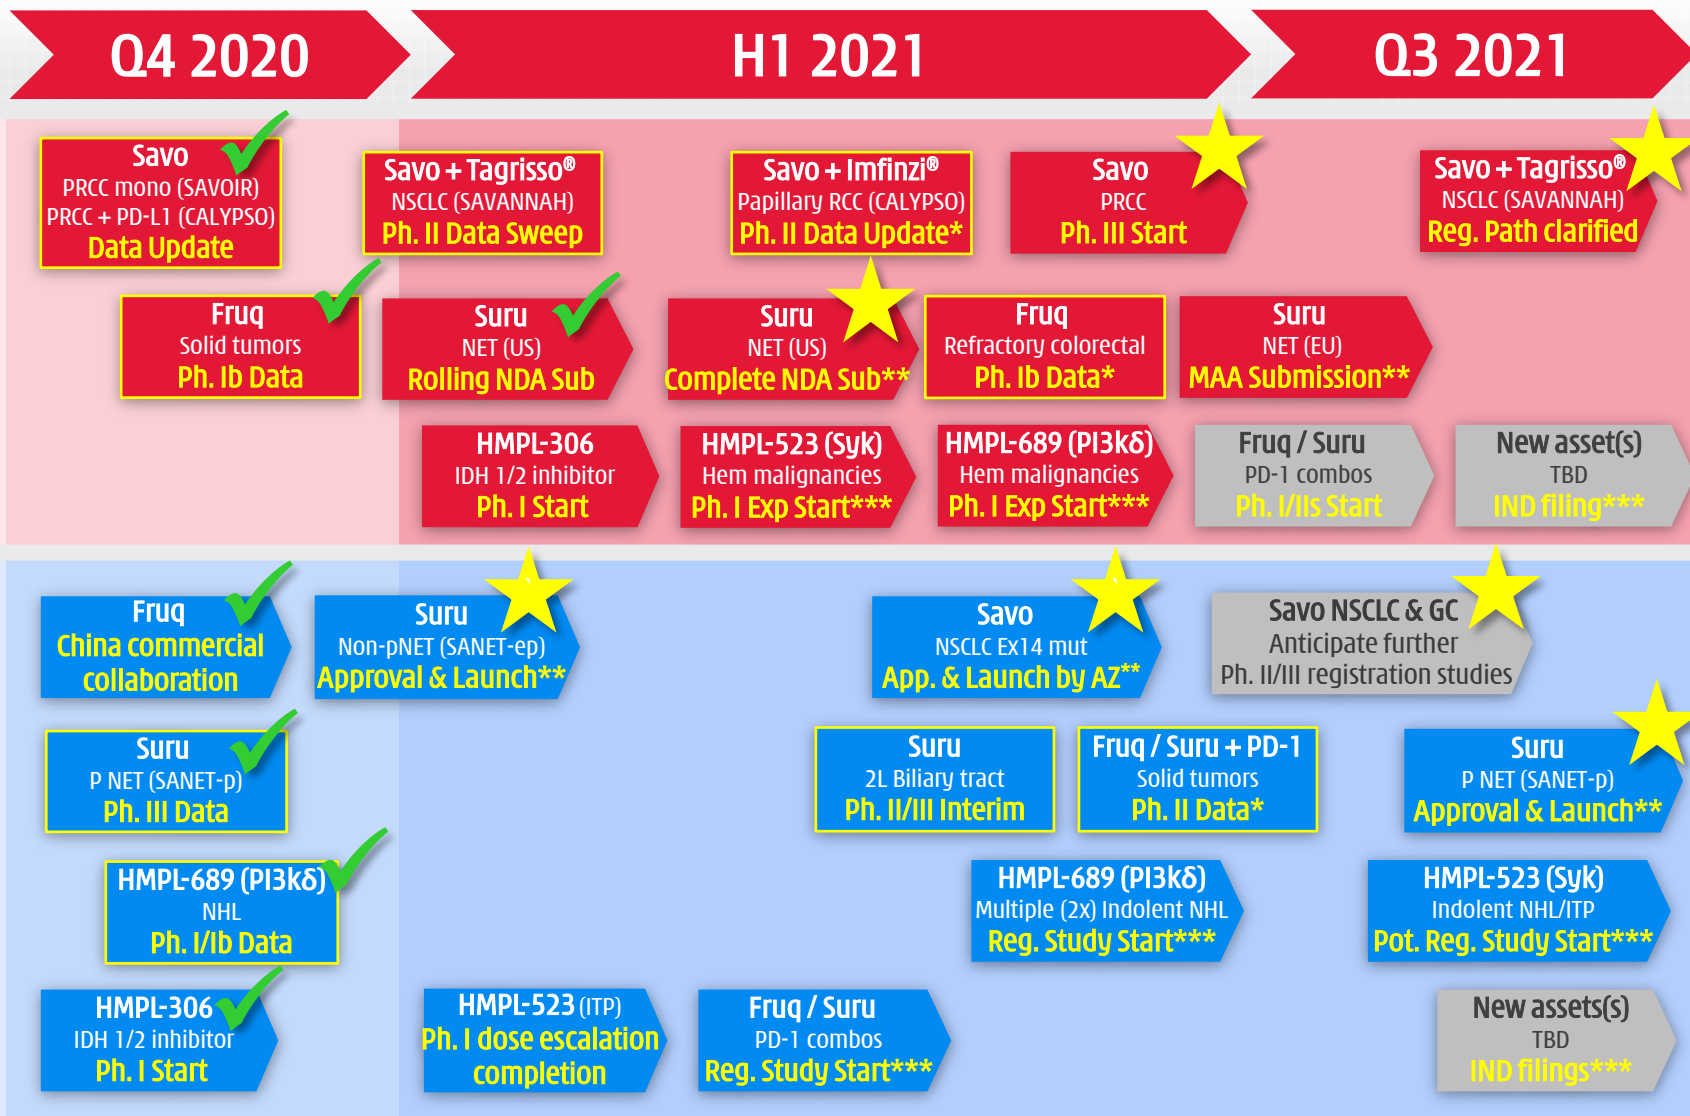 Q4 2020
H1 2021
Q3 2021
Savo
PRCC mono (SAVOIR)
PRCC + PD-L1 (CALYPSO)
Data Update
Savo + Tagrisso®
NSCLC (SAVANNAH)
Ph. II Data Sweep
Savo + Imfinzi®
Papillary RCC (CALYPSO)
Ph. II Data Update*
Savo
PRCC
Ph. III Start
Savo + Tagrisso®
NSCLC (SAVANNAH)
Reg. Path clarified
Fruq
Solid tumors
Ph. Ib Data
Suru
NET (US)
Rolling NDA Sub
Suru
NET (US)
Complete NDA Sub**
Fruq
Refractory colorectal
Ph. Ib Data*
Suru
NET (EU)
MAA Submission**
HMPL-306
IDH 1/2 inhibitor
Ph. I Start
HMPL-523 (Syk)
Hem malignancies
Ph. I Exp Start***
HMPL-689 (PI3kδ)
Hem malignancies
Ph. I Exp Start***
Fruq / Suru
PD-1 combos
Ph. I/IIs Start
New asset(s)
TBD
IND filing***
Fruq
China commercial
collaboration
Suru
Non-pNET (SANET-ep)
Approval & Launch**
Savo
NSCLC Ex14 mut
App. & Launch by AZ**
Savo NSCLC & GC
Anticipate further
Ph. II/III registration studies
Suru
P NET (SANET-p)
Ph. III Data
Suru
2L Biliary tract
Ph. II/III Interim
Fruq / Suru + PD-1
Solid tumors
Ph. II Data*
Suru
P NET (SANET-p)
Approval & Launch**
HMPL-689 (PI3kδ)
NHL
Ph. I/Ib Data
HMPL-689 (PI3kδ)
Multiple (2x) Indolent NHL
Reg. Study Start***
HMPL-523 (Syk)
Indolent NHL/ITP
Pot. Reg. Study Start***
HMPL-306
IDH 1/2 inhibitor
Ph. I Start
HMPL-523 (ITP)
Ph. I dose escalation
completion
Fruq / Suru
PD-1 combos
Reg. Study Start***
New assets(s)
TBD
IND filings***